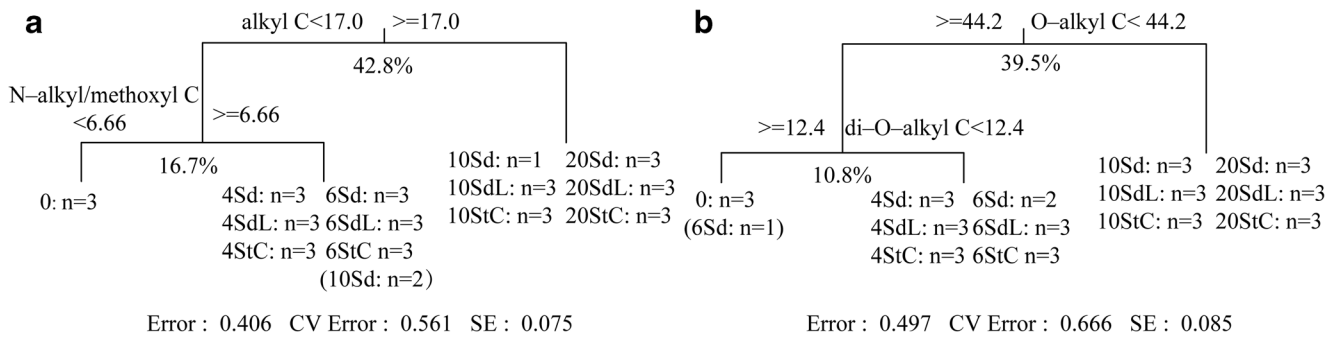 a
alkyl C<17.0 >=17.0
42.8%
N–alkyl/methoxyl C
<6.66 >=6.66
16.7%
0: n=3
4Sd: n=3 6Sd: n=3
4SdL: n=3 6SdL: n=3
4StC: n=3 6StC n=3
(10Sd: n=2)
10Sd: n=1 20Sd: n=3
10SdL: n=3 20SdL: n=3
10StC: n=3 20StC: n=3
Error : 0.406 CV Error : 0.561 SE : 0.075
b
>=44.2 O–alkyl C< 44.2
39.5%
>=12.4 di–O–alkyl C<12.4
10.8%
0: n=3
(6Sd: n=1)
4Sd: n=3 6Sd: n=2
4SdL: n=3 6SdL: n=3
4StC: n=3 6StC n=3
10Sd: n=3 20Sd: n=3
10SdL: n=3 20SdL: n=3
10StC: n=3 20StC: n=3
Error : 0.497 CV Error : 0.666 SE : 0.085